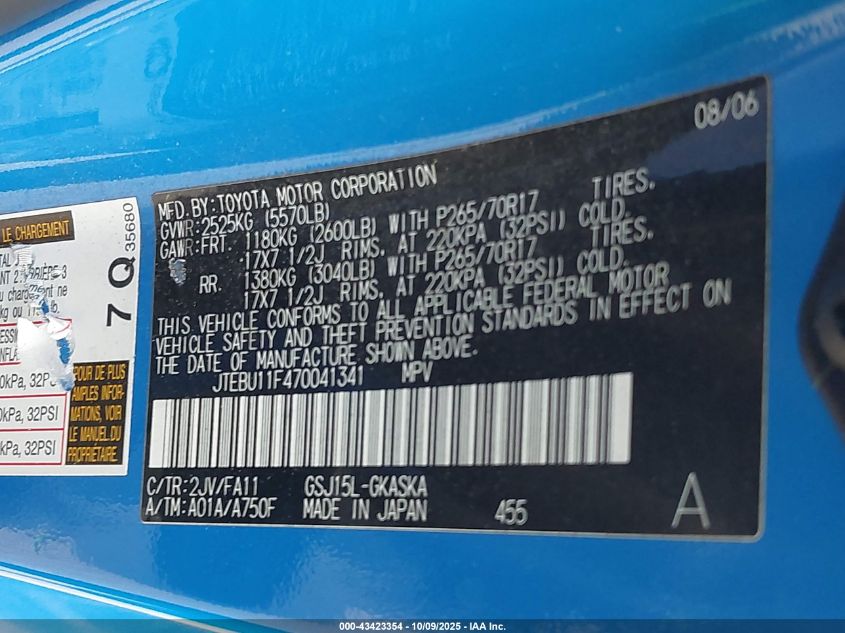 08/06
MFD. BY: TOYOTA MOTOR CORPORATION
GVWR: 2525KG (5570LB)
GAWR: FRT. 1180KG (2600LB) WITH P265/70R17 TIRES.
17X7 1/2J RIMS, AT 220KPA (32PSI) COLD.
RR. 1380KG (3040LB) WITH P265/70R17 TIRES.
17X7 1/2J RIMS, AT 220KPA (32PSI) COLD.
THIS VEHICLE CONFORMS TO ALL APPLICABLE FEDERAL MOTOR
VEHICLE SAFETY AND THEFT PREVENTION STANDARDS IN EFFECT ON
THE DATE OF MANUFACTURE SHOWN ABOVE.
JTEBU11F470041341 MPV
C/TR: 2JV/FA11 GSJ15L-GKASKA
A/TM: A01A/A750F MADE IN JAPAN 455 A
LE CHARGEMENT
7 Q 35680
kPa, 32PSI
kPa, 32PSI
POUR DE PLUS
AMPLES INFOR-
MATIONS, VOIR
LE MANUEL DU
PROPRIÉTAIRE.
000-43423354 - 10/09/2025 - IAA Inc.